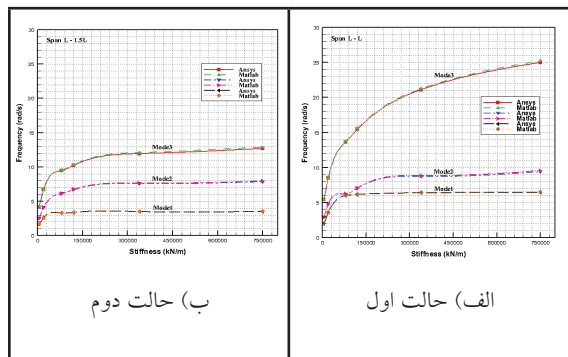 Span L - 1.5L
Ansys
Matlab
Ansys
Matlab
Ansys
Matlab
Mode3
Mode2
Mode1
Frequency (rad/s)
30
25
20
15
10
5
0
0
150000
300000
450000
600000
750000
Stiffness (kN/m)
ب) حالت دوم
Span L - L
Mode3
Ansys
Matlab
Ansys
Matlab
Ansys
Matlab
Mode2
Mode1
Frequency (rad/s)
30
25
20
15
10
5
0
0
150000
300000
450000
600000
750000
Stiffness (kN/m)
الف) حالت اول